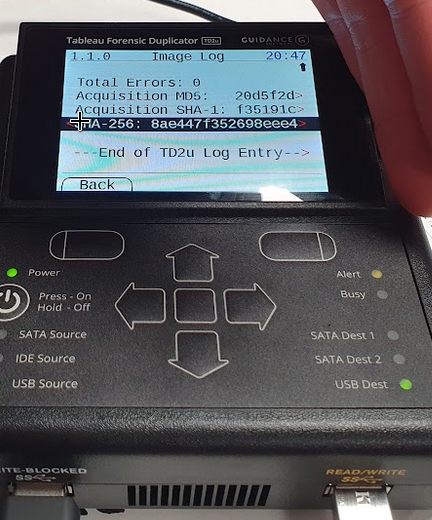 Tableau Forensic Duplicator TD2u GUIDANCE G
1.1.0 Image Log 20:47
Total Errors: 0
Acquisition MD5: 20d5f2d>
Acquisition SHA-1: f35191c>
HA-256: 8ae447f352698eee4>
---End of TD2u Log Entry-->
Back
Power
Alert
Press - On
Hold - Off
Busy
SATA Source
SATA Dest 1
IDE Source
SATA Dest 2
USB Source
USB Dest
ITE-BLOCKED
SS
READ/WRITE
SS